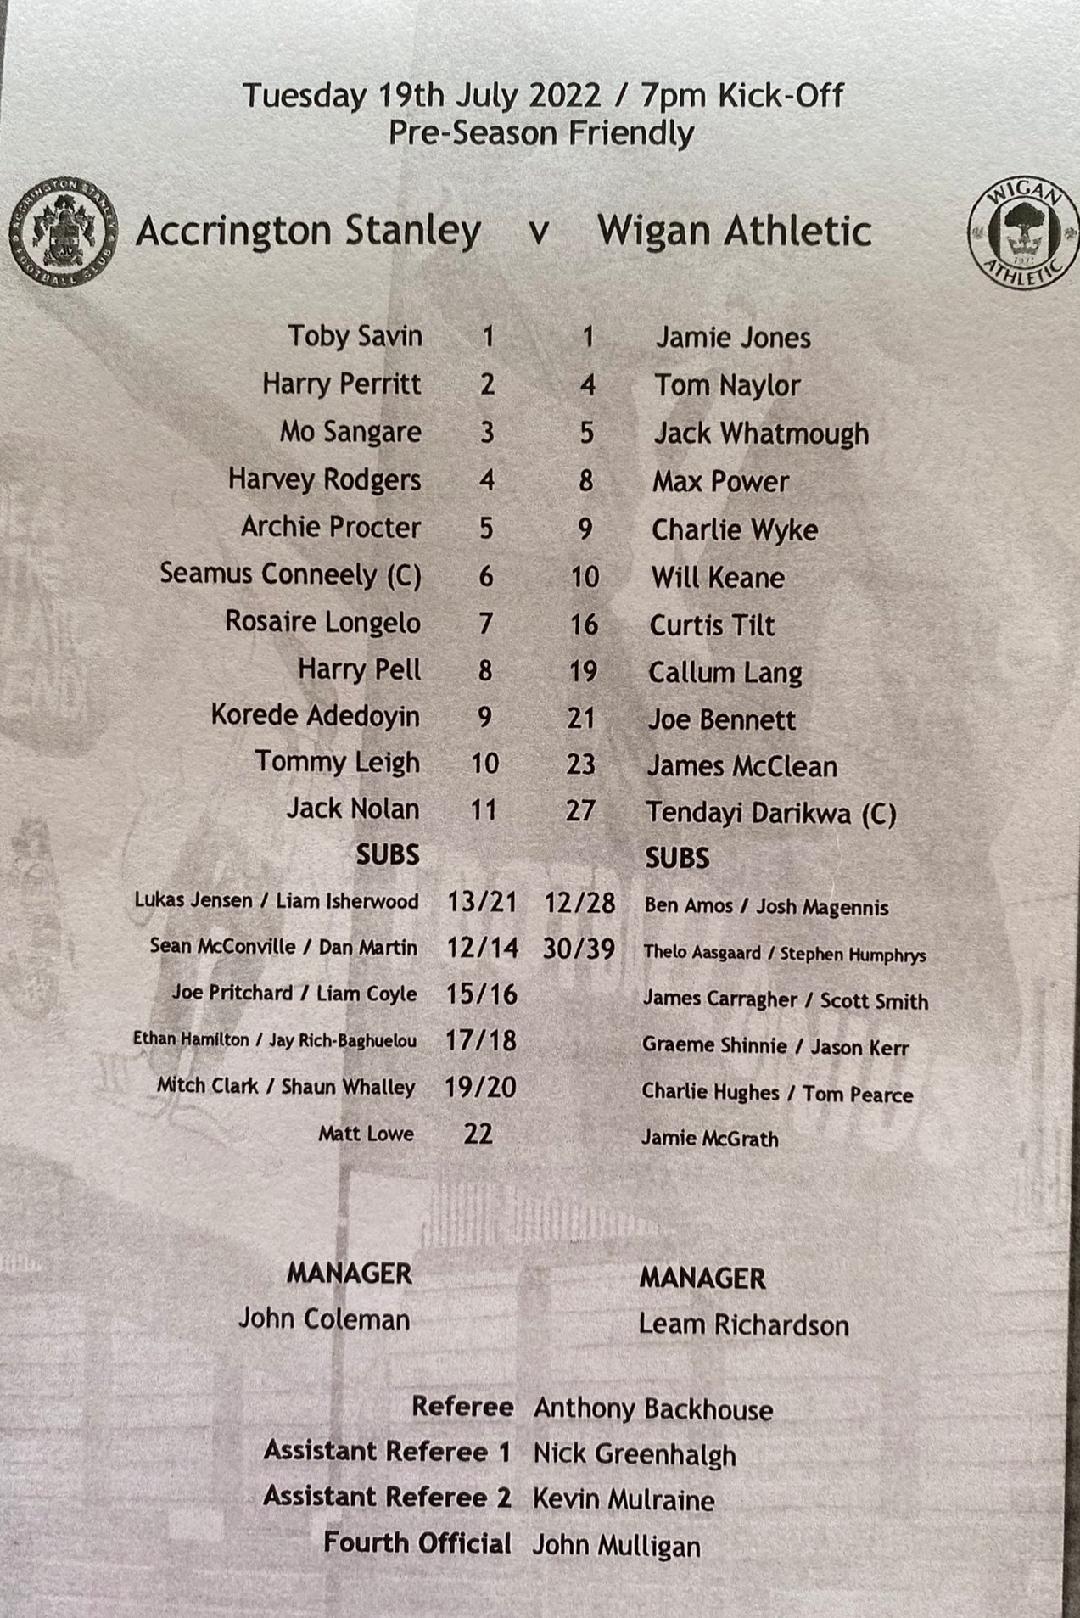 Tuesday 19th July 2022 / 7pm Kick-Off
Pre-Season Friendly
ACCRINGTON STANLEY FOOTBALL CLUB
Accrington Stanley v Wigan Athletic
WIGAN ATHLETIC
Toby Savin 1 1 Jamie Jones
Harry Perritt 2 4 Tom Naylor
Mo Sangare 3 5 Jack Whatmough
Harvey Rodgers 4 8 Max Power
Archie Procter 5 9 Charlie Wyke
Seamus Conneely (C) 6 10 Will Keane
Rosaire Longelo 7 16 Curtis Tilt
Harry Pell 8 19 Callum Lang
Korede Adedoyin 9 21 Joe Bennett
Tommy Leigh 10 23 James McClean
Jack Nolan 11 27 Tendayi Darikwa (C)
SUBS SUBS
Lukas Jensen / Liam Isherwood 13/21 12/28 Ben Amos / Josh Magennis
Sean McConville / Dan Martin 12/14 30/39 Thelo Aasgaard / Stephen Humphrys
Joe Pritchard / Liam Coyle 15/16 James Carragher / Scott Smith
Ethan Hamilton / Jay Rich-Baghuelou 17/18 Graeme Shinnie / Jason Kerr
Mitch Clark / Shaun Whalley 19/20 Charlie Hughes / Tom Pearce
Matt Lowe 22 Jamie McGrath
MANAGER MANAGER
John Coleman Leam Richardson
Referee Anthony Backhouse
Assistant Referee 1 Nick Greenhalgh
Assistant Referee 2 Kevin Mulraine
Fourth Official John Mulligan